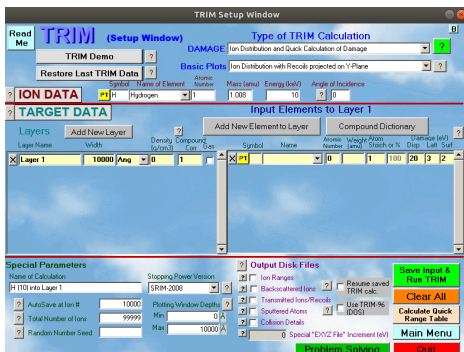 TRIM Setup Window
Read Me
TRIM (Setup Window)
Type of TRIM Calculation
B
DAMAGE Ion Distribution and Quick Calculation of Damage ?
TRIM Demo ?
Restore Last TRIM Data ?
Basic Plots Ion Distribution with Recoils projected on Y-Plane ?
? ION DATA
Symbol Name of Element Atomic Number Mass (amu) Energy (keV) Angle of Incidence
PT H Hydrogen 1 1.008 10 ? 0
? TARGET DATA
Input Elements to Layer 1
Layers Add New Layer ?
Add New Element to Layer Compound Dictionary
Layer Name Width Density (g/cm3) Compound Corr Gas
Symbol Name Atomic Number Weight (amu) Atom Stoich or % Damage (eV) Disp Latt Surf
X Layer 1 10000 Ang 0 1
X PT 0 1 100 20 3 2
Special Parameters
Name of Calculation Stopping Power Version
H (10) into Layer 1 SRIM-2008 ?
? AutoSave at Ion # 10000
? Total Number of Ions 99999
? Random Number Seed
Plotting Window Depths ?
Min 0 Å
Max 10000 Å
? Output Disk Files
? Ion Ranges
? Backscattered Ions
? Transmitted Ions/Recoils
? Sputtered Atoms
? Collision Details
0 Special "EXYZ File" Increment (eV)
? Resume saved TRIM calc.
? Use TRIM-96 (DOS)
Save Input & Run TRIM
Clear All
Calculate Quick Range Table
Main Menu
Problem Solving
Quit